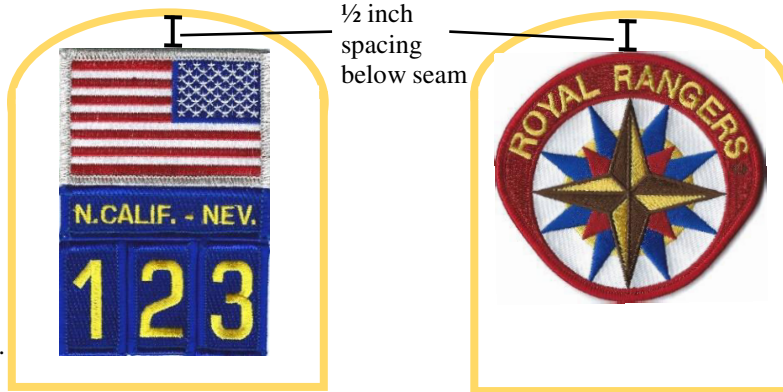 ½ inch
spacing
below seam
N.CALIF. - NEV.
123
ROYAL RANGERS
.